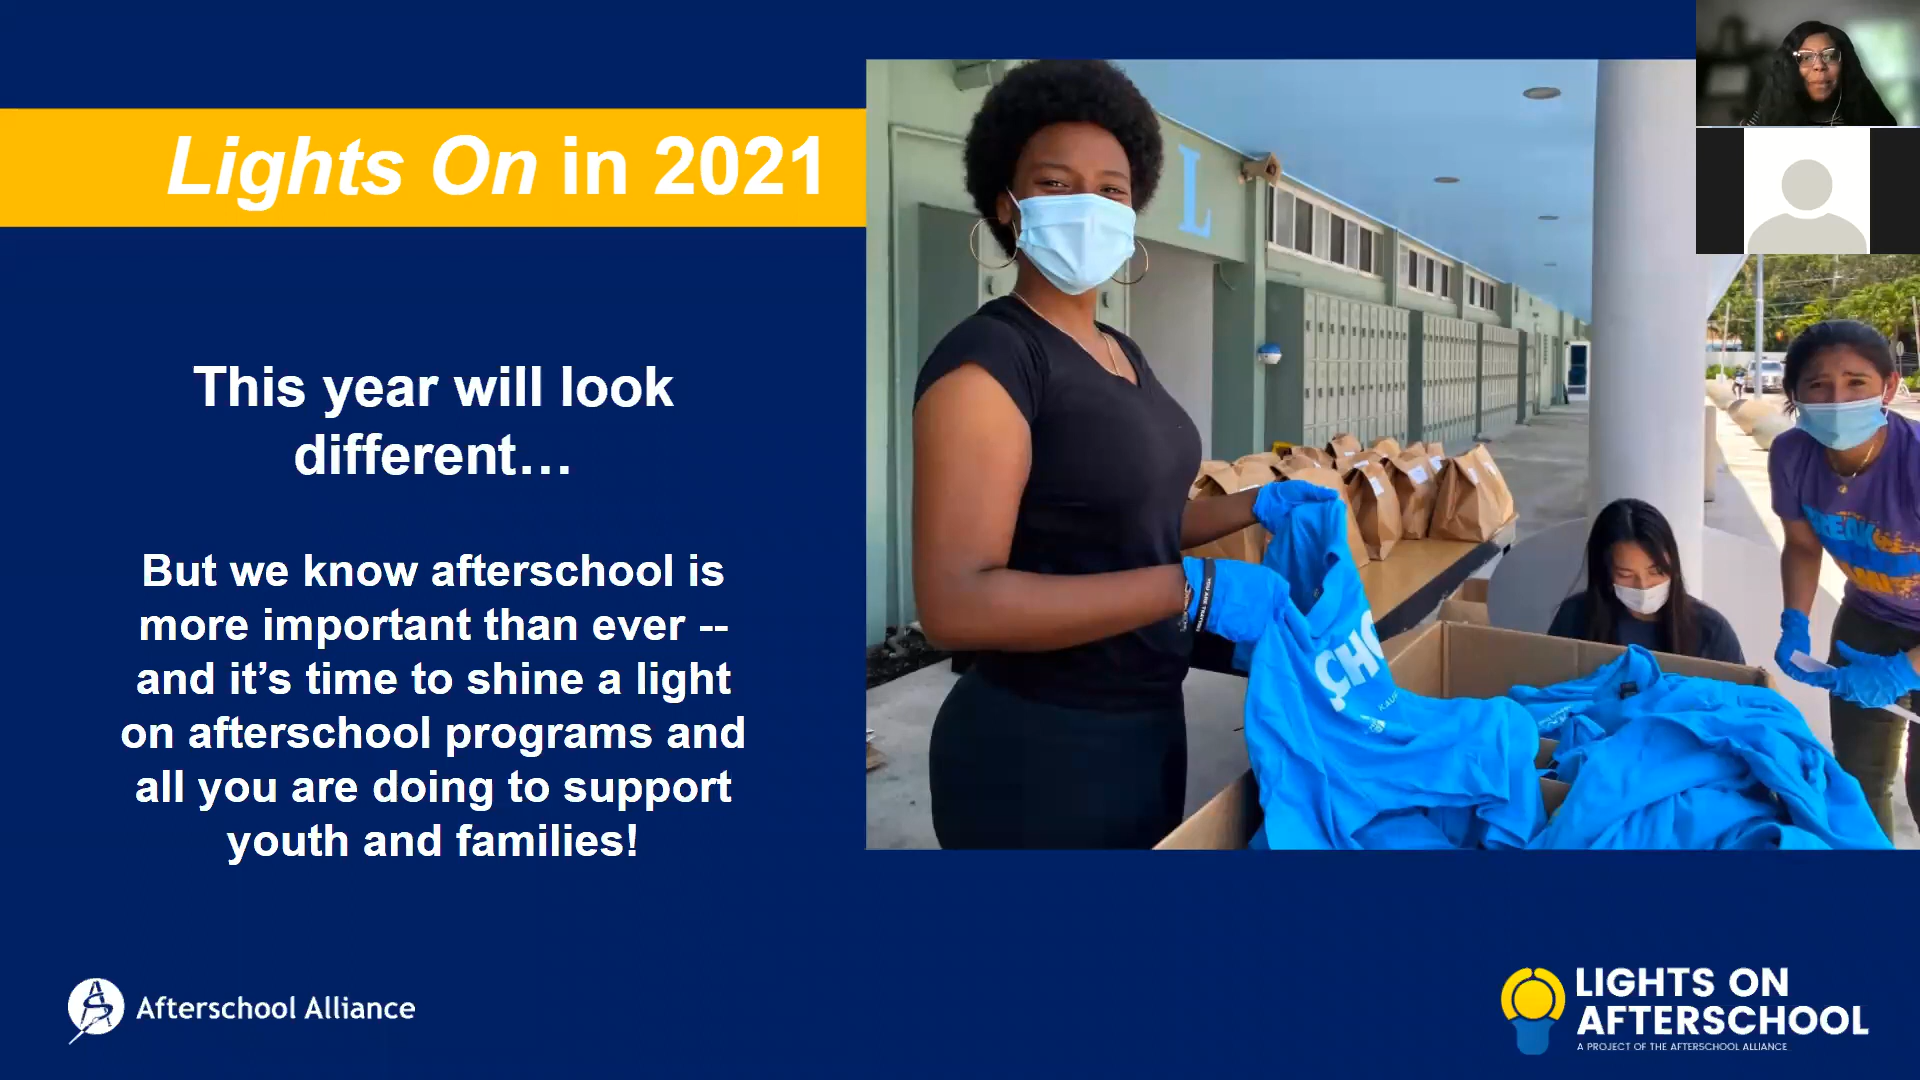 Lights On in 2021
This year will look
different…
But we know afterschool is
more important than ever --
and it’s time to shine a light
on afterschool programs and
all you are doing to support
youth and families!
L
CHO
Afterschool Alliance
LIGHTS ON
AFTERSCHOOL
A PROJECT OF THE AFTERSCHOOL ALLIANCE